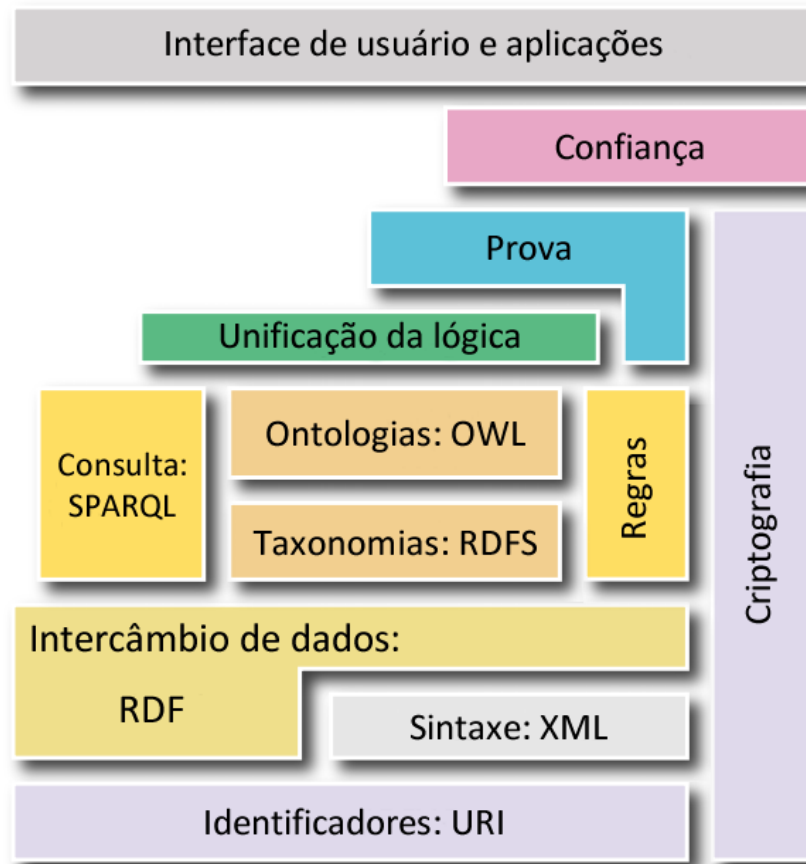 Interface de usuário e aplicações
Confiança
Prova
Unificação da lógica
Consulta:
SPARQL
Ontologias: OWL
Taxonomias: RDFS
Regras
Criptografia
Intercâmbio de dados:
RDF
Sintaxe: XML
Identificadores: URI